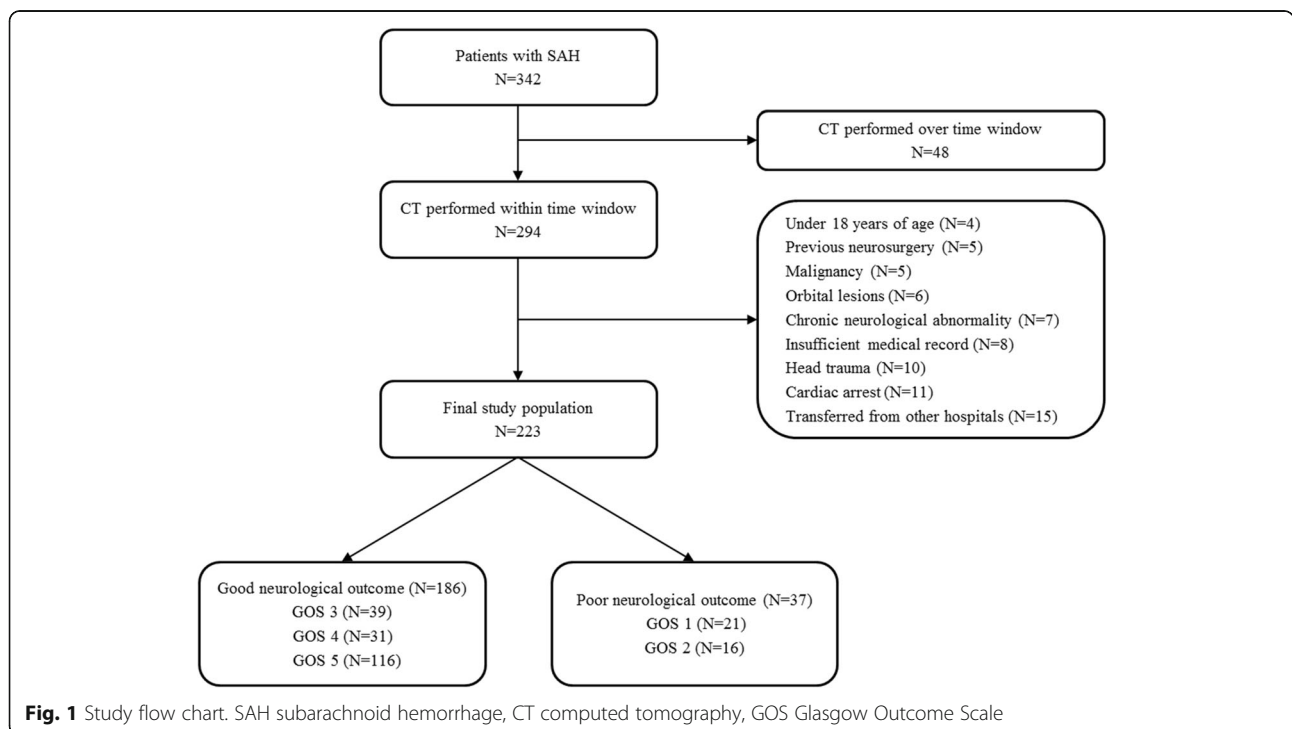 Patients with SAH
N=342
CT performed over time window
N=48
CT performed within time window
N=294
Under 18 years of age (N=4)
Previous neurosurgery (N=5)
Malignancy (N=5)
Orbital lesions (N=6)
Chronic neurological abnormality (N=7)
Insufficient medical record (N=8)
Head trauma (N=10)
Cardiac arrest (N=11)
Transferred from other hospitals (N=15)
Final study population
N=223
Good neurological outcome (N=186)
GOS 3 (N=39)
GOS 4 (N=31)
GOS 5 (N=116)
Poor neurological outcome (N=37)
GOS 1 (N=21)
GOS 2 (N=16)
Fig. 1 Study flow chart. SAH subarachnoid hemorrhage, CT computed tomography, GOS Glasgow Outcome Scale